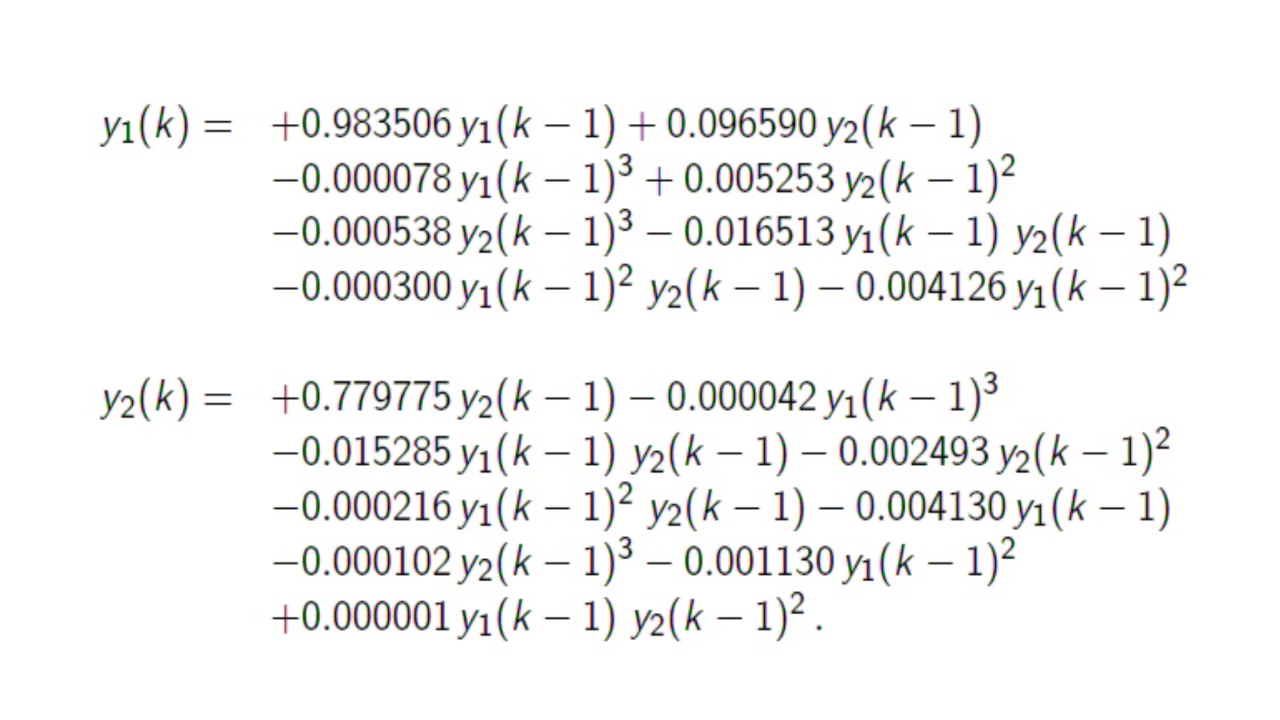 y₁(k) = +0.983506 y₁(k − 1) + 0.096590 y₂(k − 1)
−0.000078 y₁(k − 1)³ + 0.005253 y₂(k − 1)²
−0.000538 y₂(k − 1)³ − 0.016513 y₁(k − 1) y₂(k − 1)
−0.000300 y₁(k − 1)² y₂(k − 1) − 0.004126 y₁(k − 1)²
y₂(k) = +0.779775 y₂(k − 1) − 0.000042 y₁(k − 1)³
−0.015285 y₁(k − 1) y₂(k − 1) − 0.002493 y₂(k − 1)²
−0.000216 y₁(k − 1)² y₂(k − 1) − 0.004130 y₁(k − 1)
−0.000102 y₂(k − 1)³ − 0.001130 y₁(k − 1)²
+0.000001 y₁(k − 1) y₂(k − 1)² .